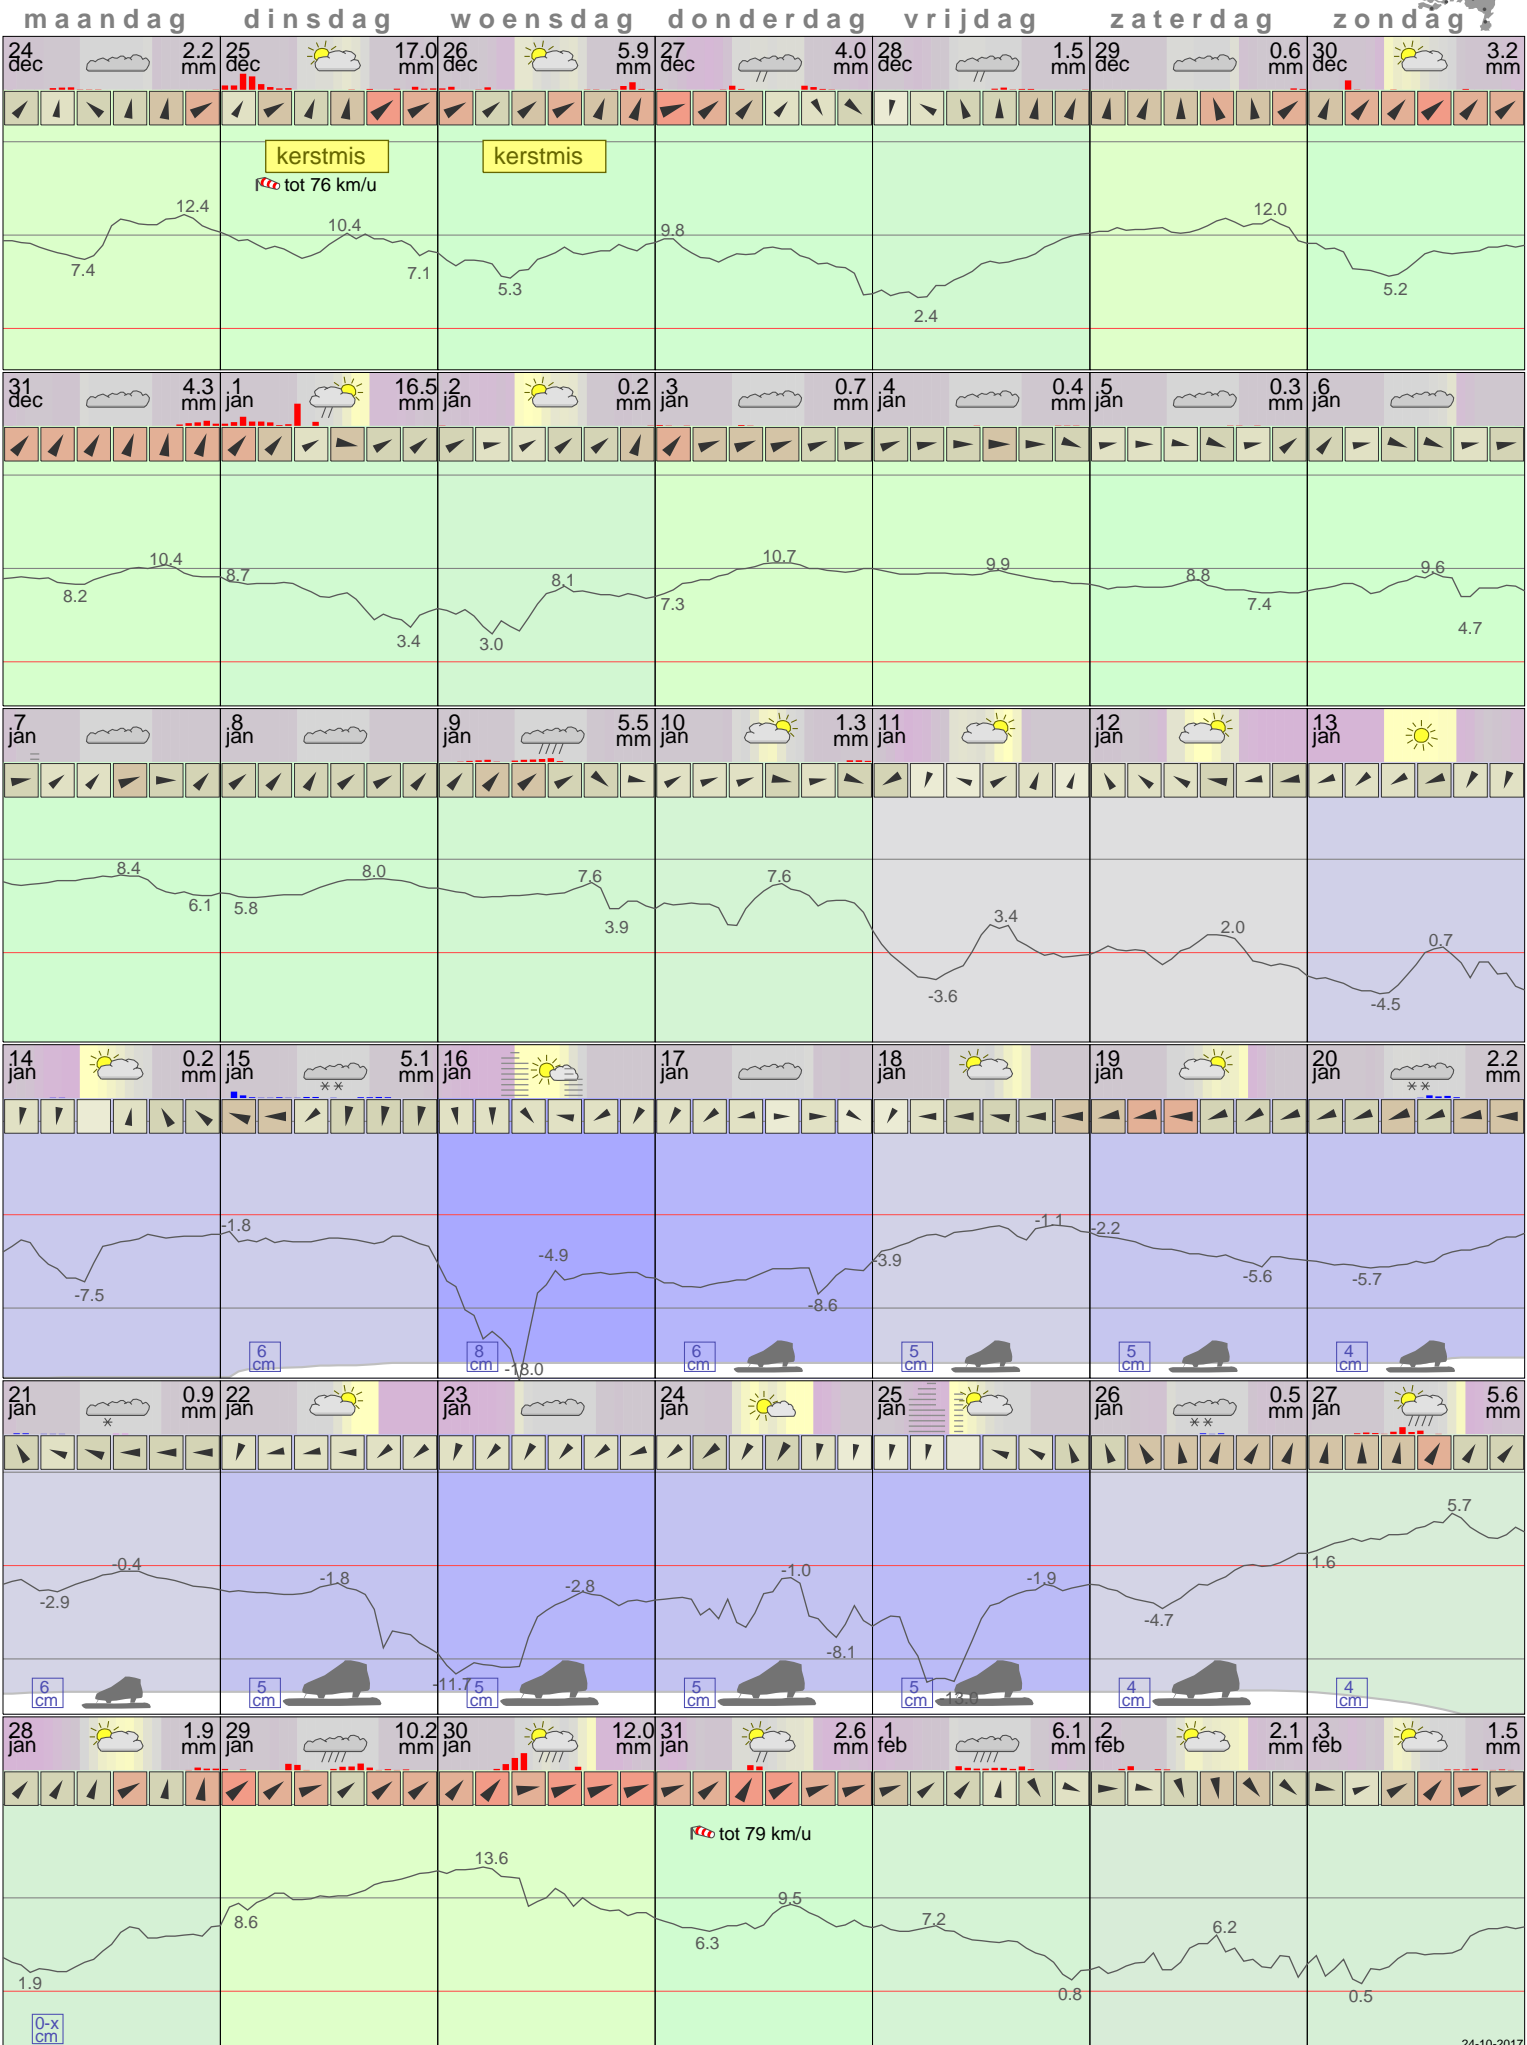 maandag dinsdag woensdag donderdag vrijdag zaterdag zondag
24 2.2 25 17.0 26 5.9 27 4.0 28 1.5 29 0.6 30 3.2
dec mm dec mm dec mm dec mm dec mm dec mm dec mm
kerstmis kerstmis
tot 76 km/u
12.4 10.4 9.8 12.0
7.4 7.1 5.3 2.4 5.2
31 4.3 1 16.5 2 0.2 3 0.7 4 0.4 5 0.3 6
dec mm jan mm jan mm jan mm jan mm jan mm jan
10.4 8.7 8.1 10.7 9.9 8.8 9.6
8.2 3.4 3.0 7.3 7.4 4.7
7 8 9 5.5 10 1.3 11 12 13
jan jan jan mm jan mm jan jan jan
8.4 8.0 7.6 7.6 3.4 2.0 0.7
6.1 5.8 3.9 -3.6 -4.5
14 0.2 15 5.1 16 17 18 19 20 2.2
jan mm jan mm jan jan jan jan jan mm
-1.8 -4.9 -3.9 -1.1 -2.2
-7.5 -18.0 -8.6 -5.6 -5.7
6 8 6 5 5 4
cm cm cm cm cm cm
21 0.9 22 23 24 25 26 0.5 27 5.6
jan mm jan jan jan jan jan mm jan mm
-0.4 -1.8 -2.8 -1.0 -1.9 5.7
-2.9 -11.7 -8.1 -13.0 -4.7 1.6
6 5 5 5 5 4 4
cm cm cm cm cm cm cm
28 1.9 29 10.2 30 12.0 31 2.6 1 6.1 2 2.1 3 1.5
jan mm jan mm jan mm jan mm feb mm feb mm feb mm
tot 79 km/u
13.6 9.5 7.2 6.2
1.9 8.6 6.3 0.8 0.5
0-x
cm
24-10-2017